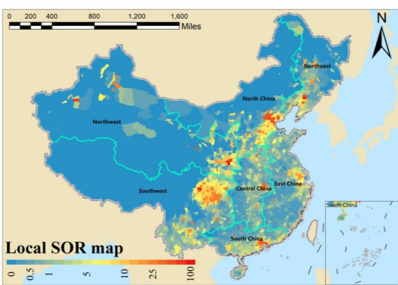 0 200 400 800 1,200 1,600
Miles
N
Northeast
North China
Northwest
Southwest
Central China
East China
South China
South China
Local SOR map
0 0.5 1 5 10 25 100